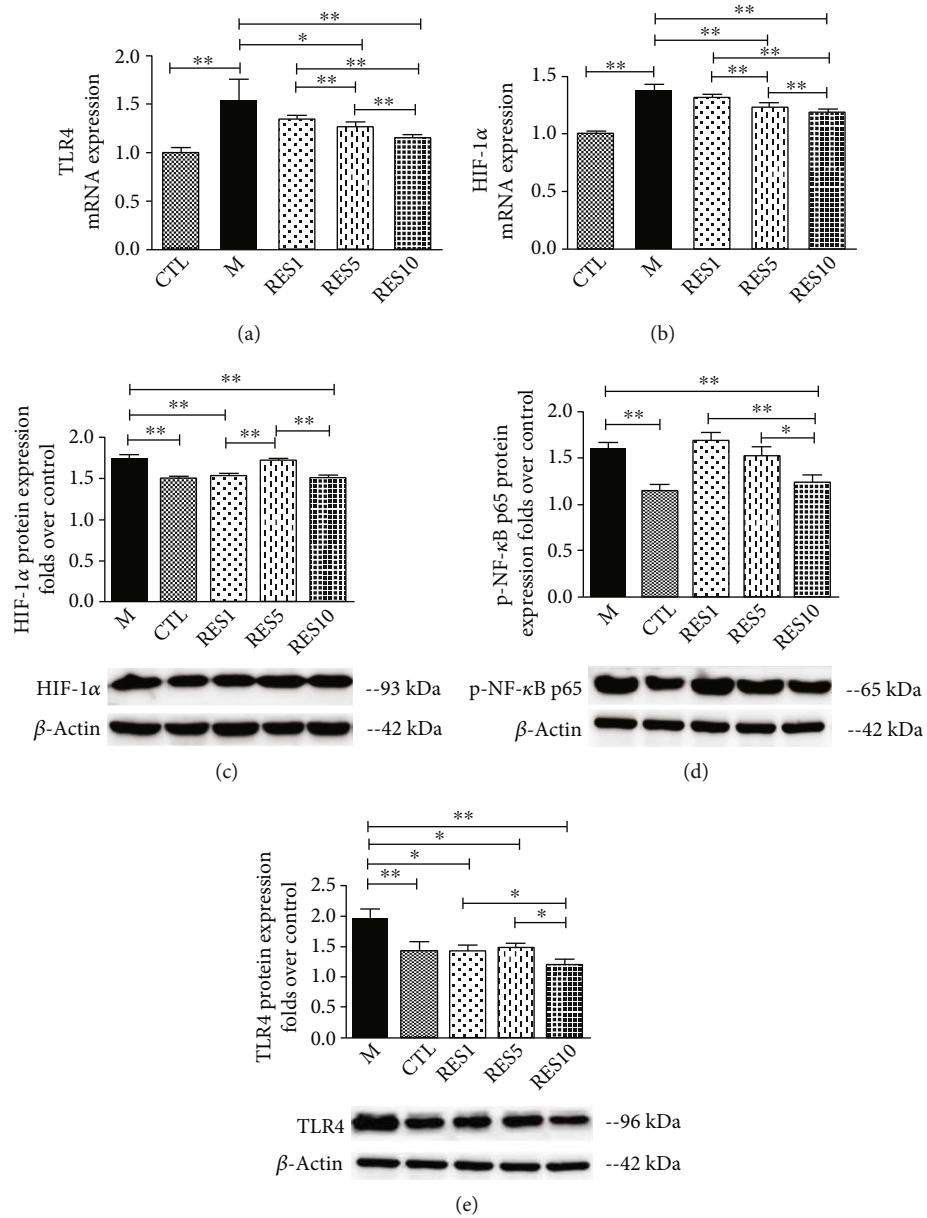 **
*
**
**
**
**
2.0
1.5
1.0
0.5
0.0
TLR4
mRNA expression
CTL
M
RES1
RES5
RES10
(a)
**
**
**
**
**
**
1.5
1.0
0.5
0.0
HIF-1α
mRNA expression
CTL
M
RES1
RES5
RES10
(b)
**
**
**
**
**
2.0
1.5
1.0
0.5
0.0
HIF-1α protein expression
folds over control
M
CTL
RES1
RES5
RES10
HIF-1α
--93 kDa
β-Actin
--42 kDa
(c)
**
**
**
*
2.0
1.5
1.0
0.5
0.0
p-NF-κB p65 protein
expression folds over control
M
CTL
RES1
RES5
RES10
p-NF-κB p65
--65 kDa
β-Actin
--42 kDa
(d)
**
*
*
**
*
*
2.5
2.0
1.5
1.0
0.5
0.0
TLR4 protein expression
folds over control
M
CTL
RES1
RES5
RES10
TLR4
--96 kDa
β-Actin
--42 kDa
(e)